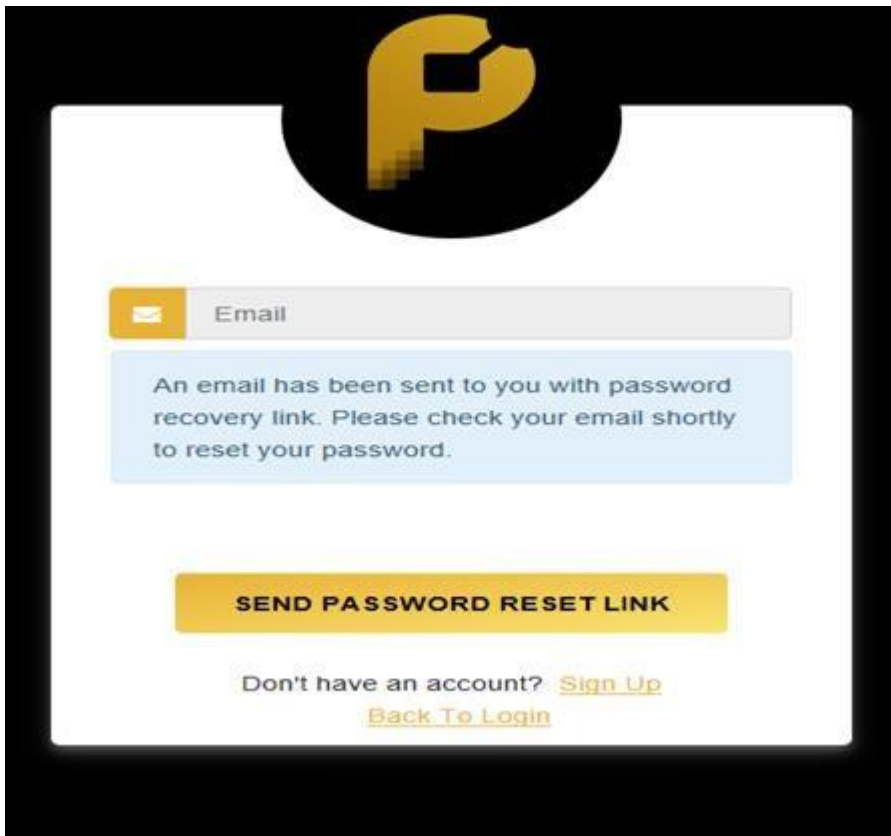 Email
An email has been sent to you with password
recovery link. Please check your email shortly
to reset your password.
SEND PASSWORD RESET LINK
Don't have an account? Sign Up
Back To Login